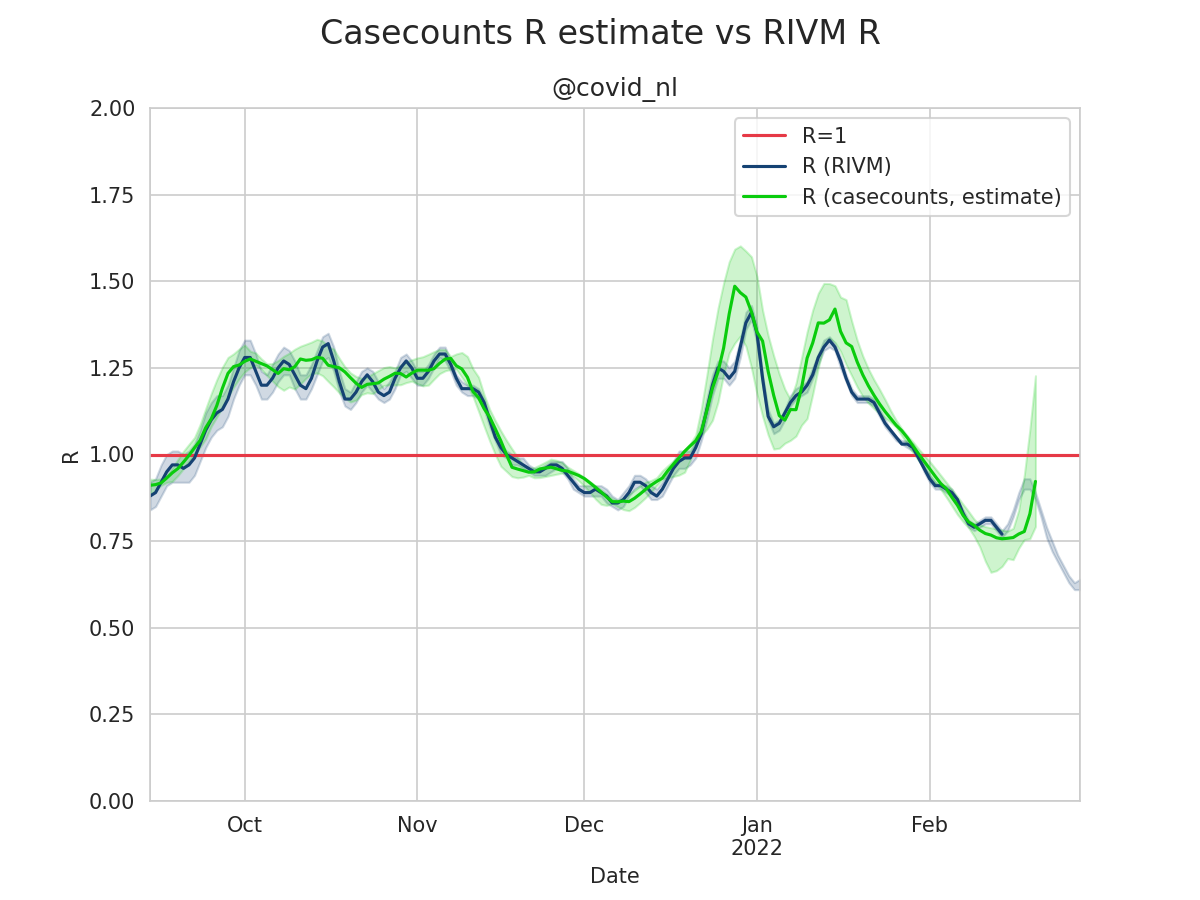 Casecounts R estimate vs RIVM R
@covid_nl
R=1
R (RIVM)
R (casecounts, estimate)
2.00
1.75
1.50
1.25
1.00
0.75
0.50
0.25
0.00
R
Oct
Nov
Dec
Jan
2022
Feb
Date